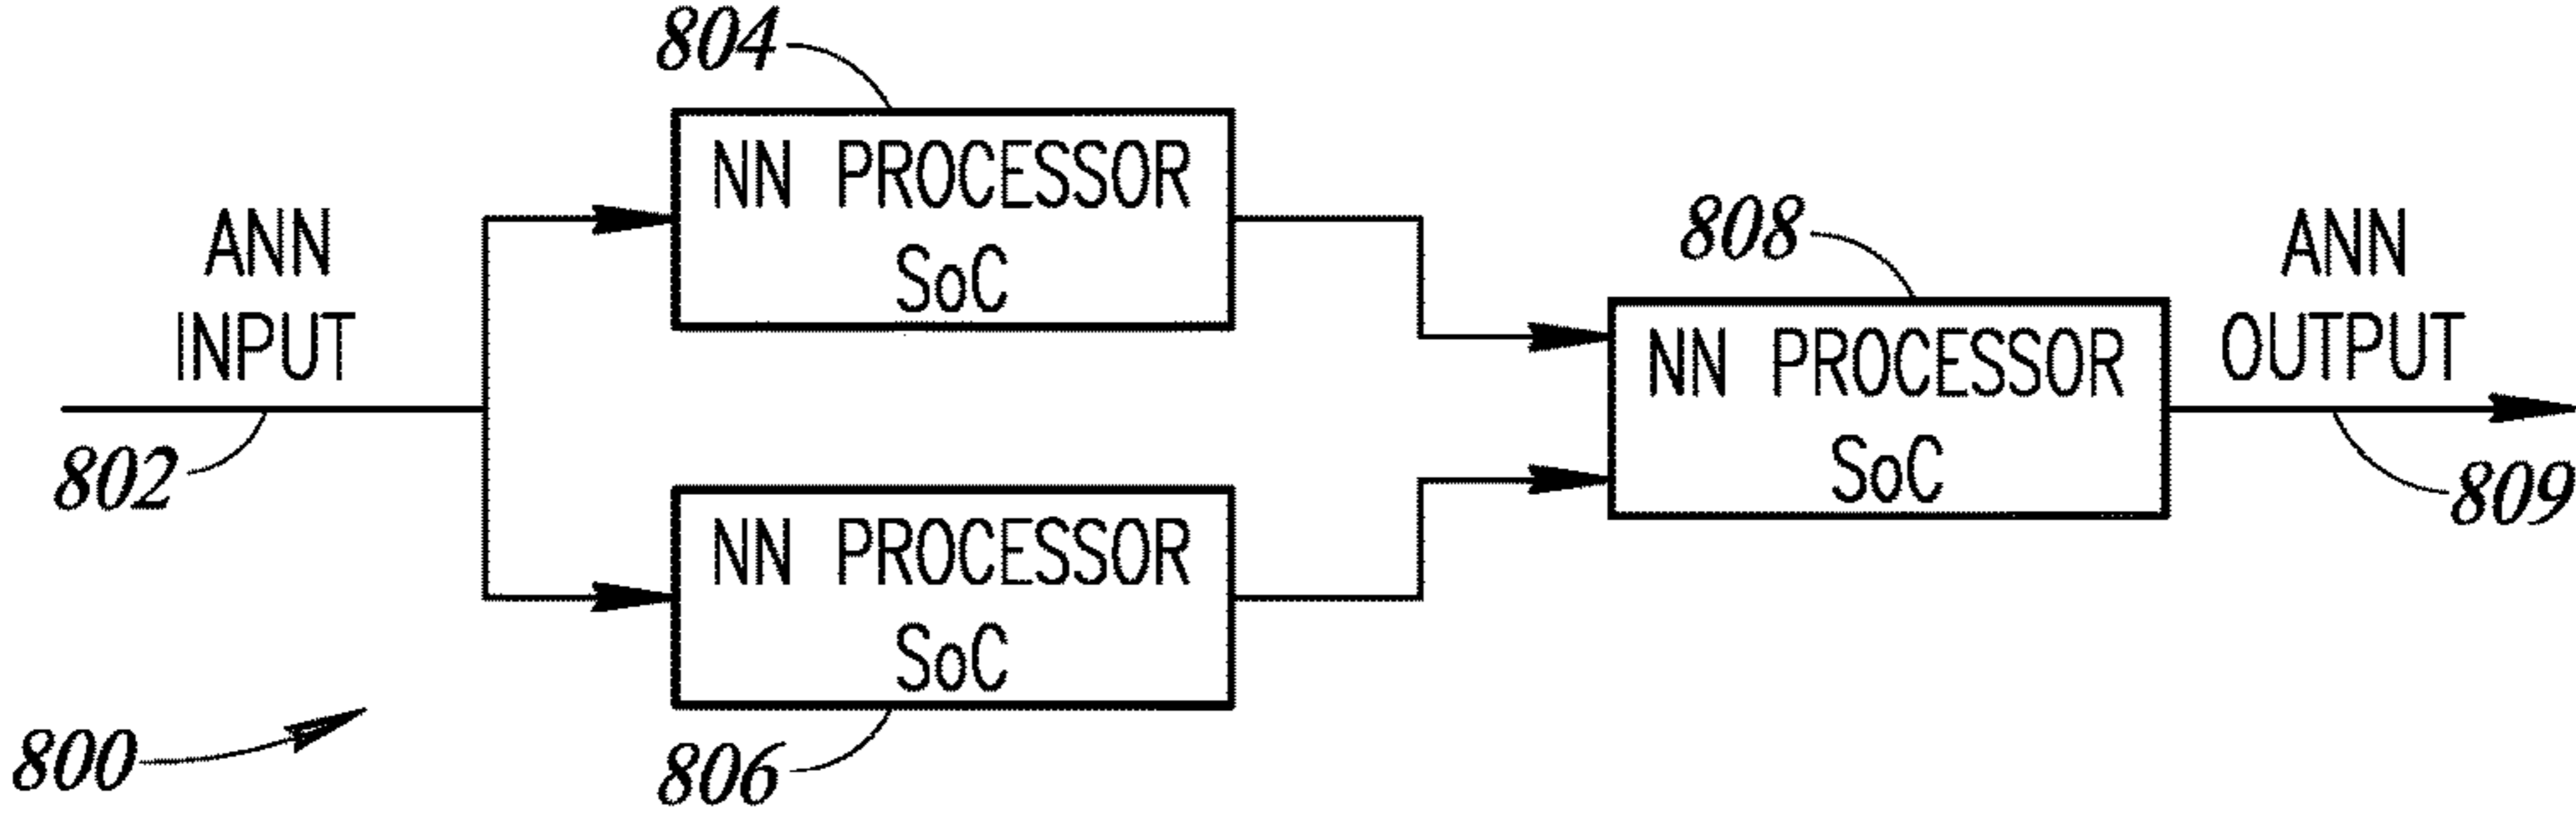 804
NN PROCESSOR
SoC
ANN
INPUT
802
808
NN PROCESSOR
SoC
ANN
OUTPUT
809
NN PROCESSOR
SoC
806
800